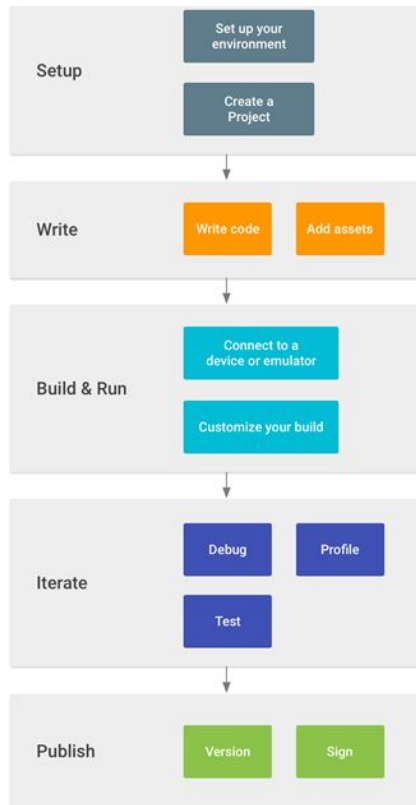 Setup
Set up your
environment
Create a
Project
Write
Write code
Add assets
Build & Run
Connect to a
device or emulator
Customize your build
Iterate
Debug
Profile
Test
Publish
Version
Sign